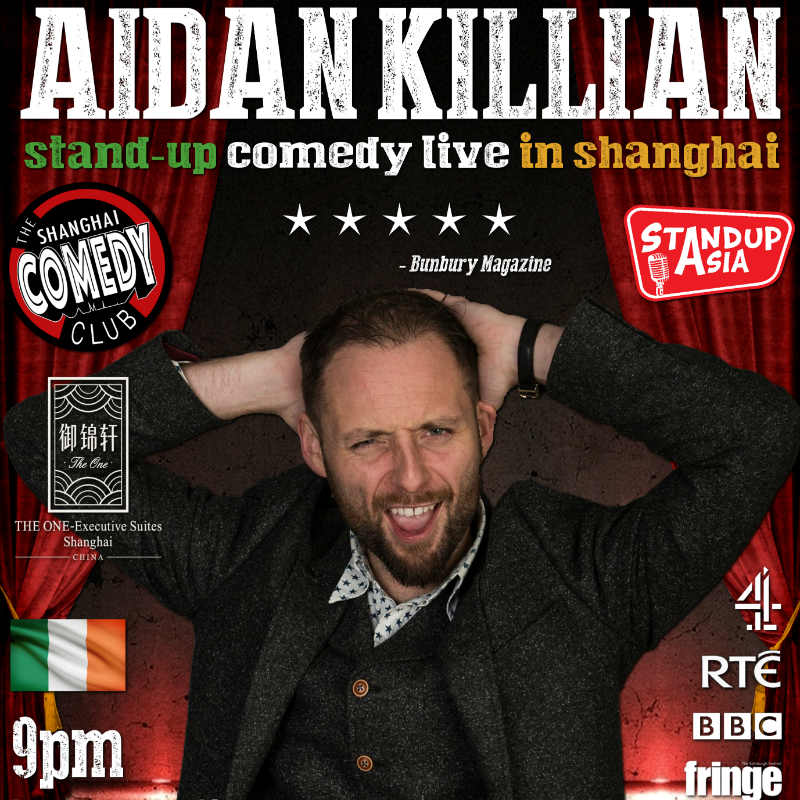 AIDAN KILLIAN
stand-up comedy live in shanghai
THE
SHANGHAI
COMEDY
CLUB
- Bunbury Magazine
STANDUP
ASIA
御锦轩
The One
THE ONE-Executive Suites
Shanghai
CHINA
4
RTÉ
BBC
fringe
9pm